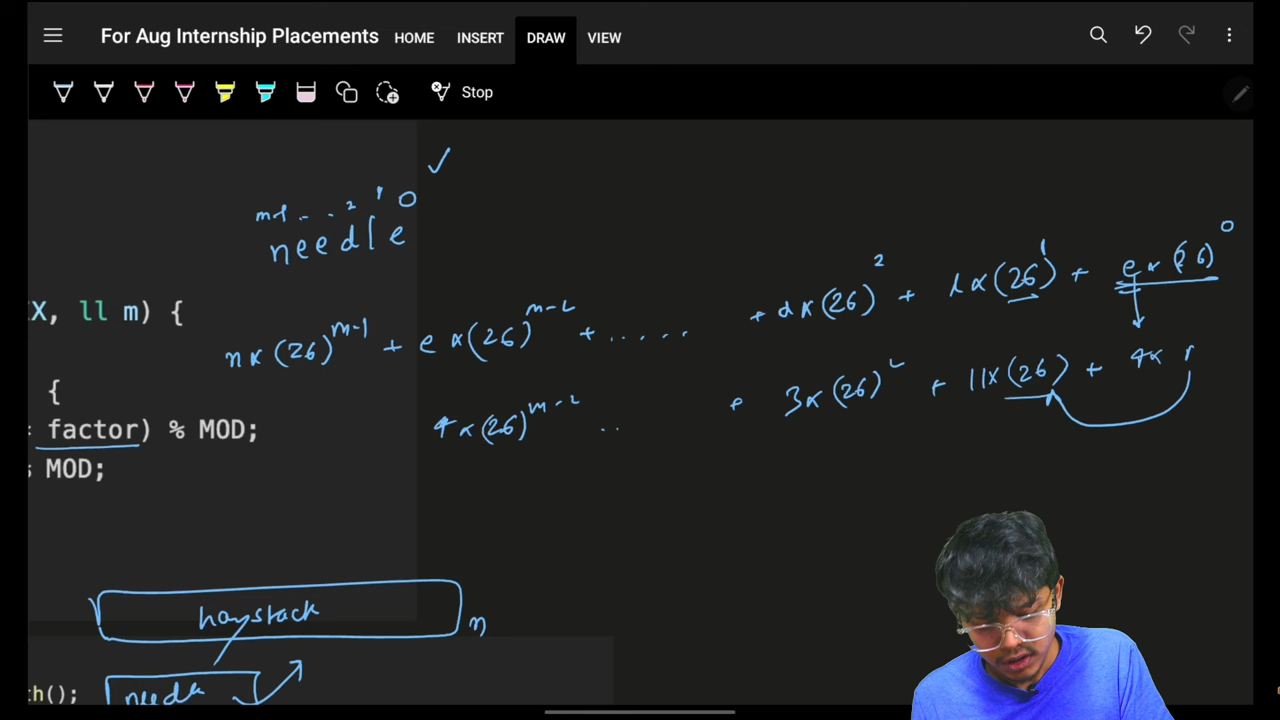 For Aug Internship Placements HOME INSERT DRAW VIEW
Stop
m-1 . . . 2 1 0
needle
n x (26)^m-1 + e x (26)^m-2 + ...... + d x (26)^2 + l x (26)^1 + e x (26)^0
4 x (26)^m-2 .. + 3 x (26)^2 + 11 x (26) + 4 x 1
X, ll m) {
{
factor) % MOD;
MOD;
haystack n
th();